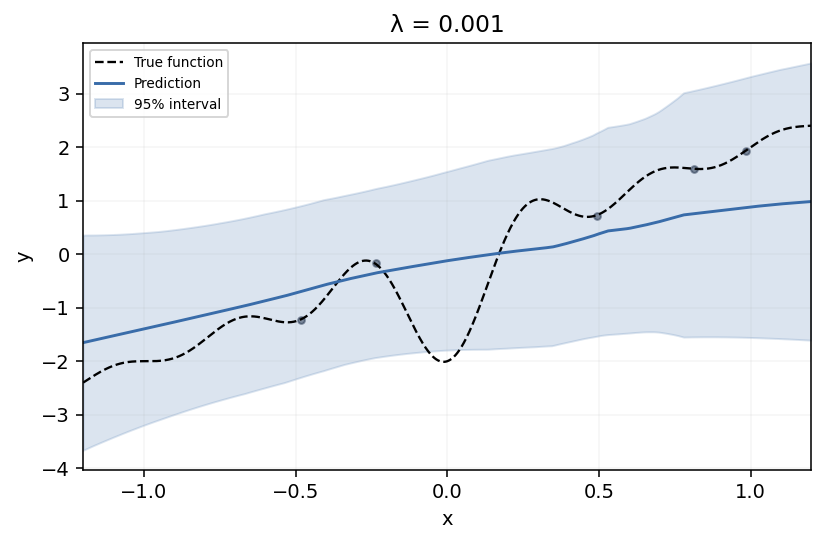 λ = 0.001
True function
Prediction
95% interval
3
2
1
0
−1
−2
−3
−4
y
−1.0
−0.5
0.0
0.5
1.0
x